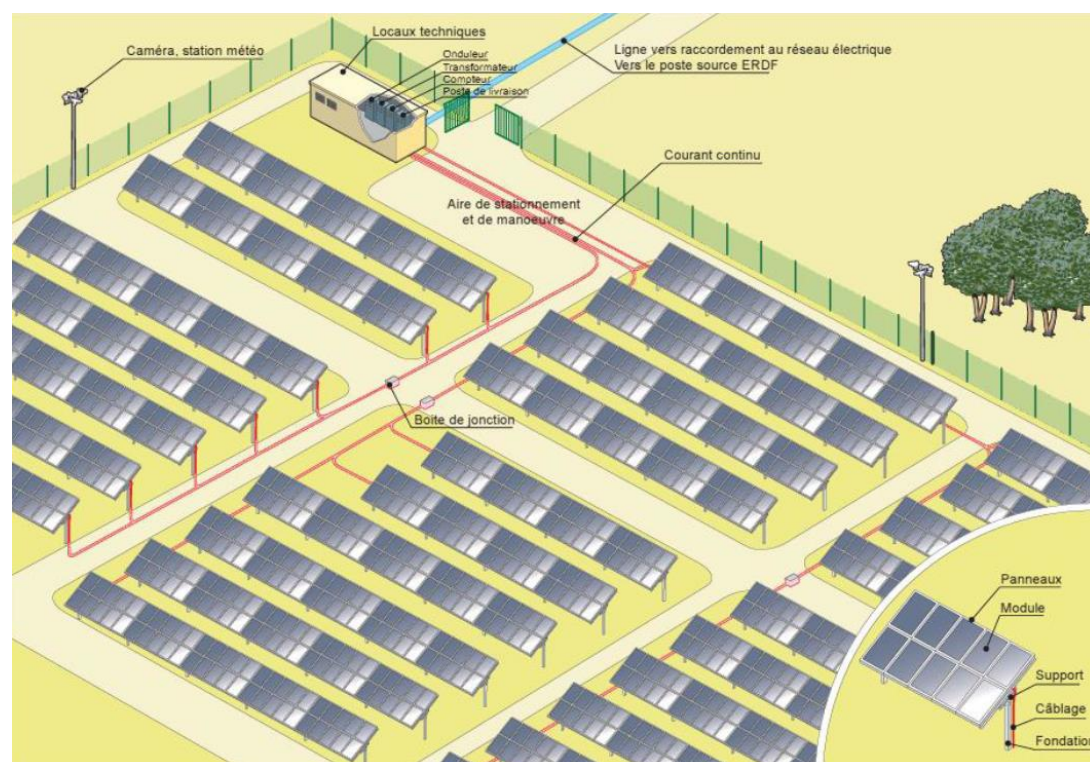 Locaux techniques
Caméra, station météo
Onduleur
Transformateur
Compteur
Poste de livraison
Ligne vers raccordement au réseau électrique
Vers le poste source ERDF
Courant continu
Aire de stationnement
et de manoeuvre
Boite de jonction
Panneaux
Module
Support
Câblage
Fondation